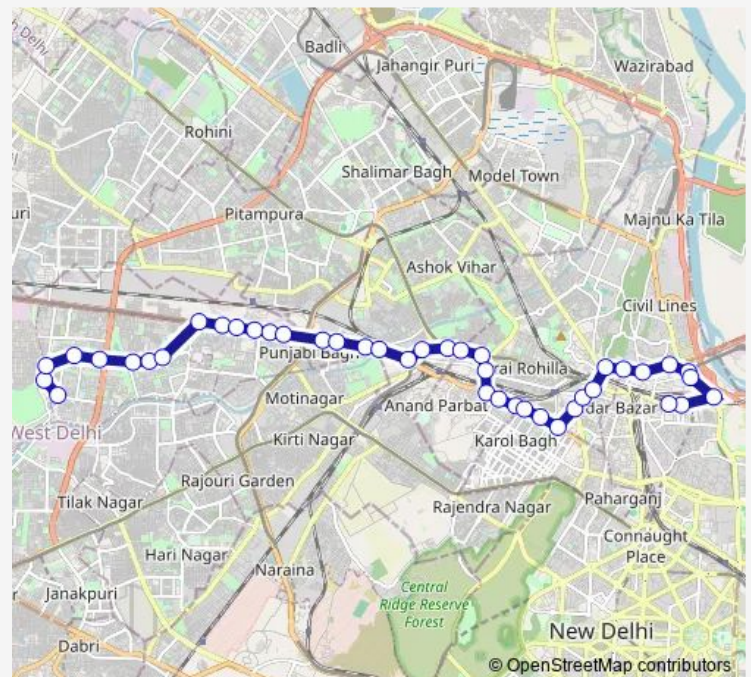 Badli
Jahangir Puri
Wazirabad
h Delhi
Rohini
Shalimar Bagh
Model Town
uri
Pitampura
Majnu Ka Tila
Ashok Vihar
Civil Lines
Punjabi Bagh
rai Rohilla
Motinagar
Anand Parbat
dar Bazar
West Delhi
Kirti Nagar
Karol Bagh
Rajouri Garden
Tilak Nagar
Rajendra Nagar
Paharganj
Connaught
Place
Hari Nagar
Naraina
Janakpuri
r
Central
Ridge Reserve
Forest
New Delhi
Dabri
© OpenStreetMap contributors